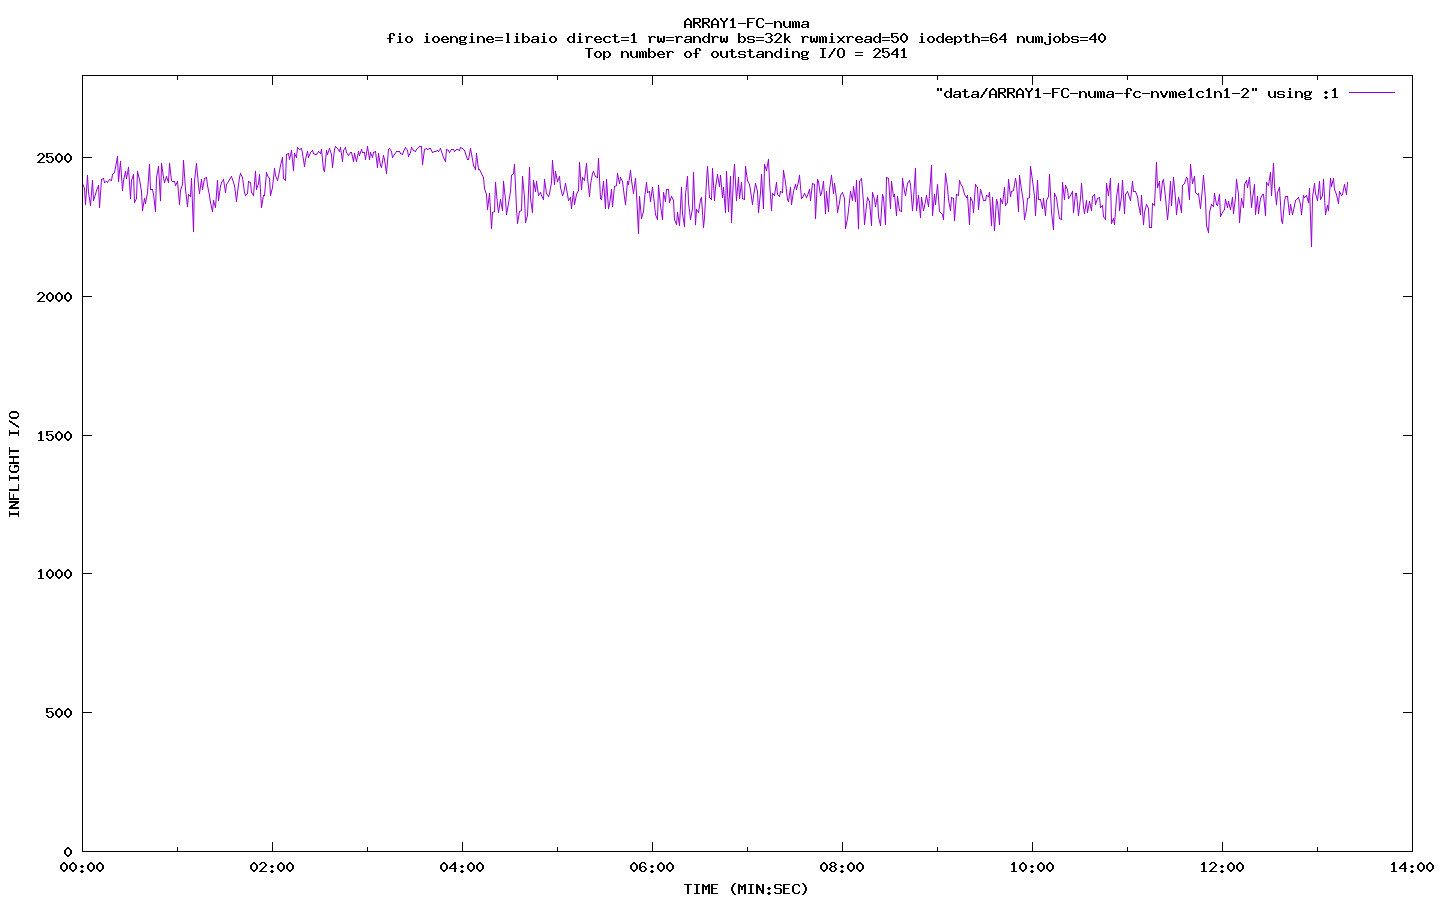 ARRAY1-FC-numa
fio ioengine=libaio direct=1 rw=randrw bs=32k rwmixread=50 iodepth=64 numjobs=40
Top number of outstanding I/O = 2541
"data/ARRAY1-FC-numa-fc-nvme1c1n1-2" using :1
2500
2000
1500
1000
500
0
INFLIGHT I/O
00:00 02:00 04:00 06:00 08:00 10:00 12:00 14:00
TIME (MIN:SEC)